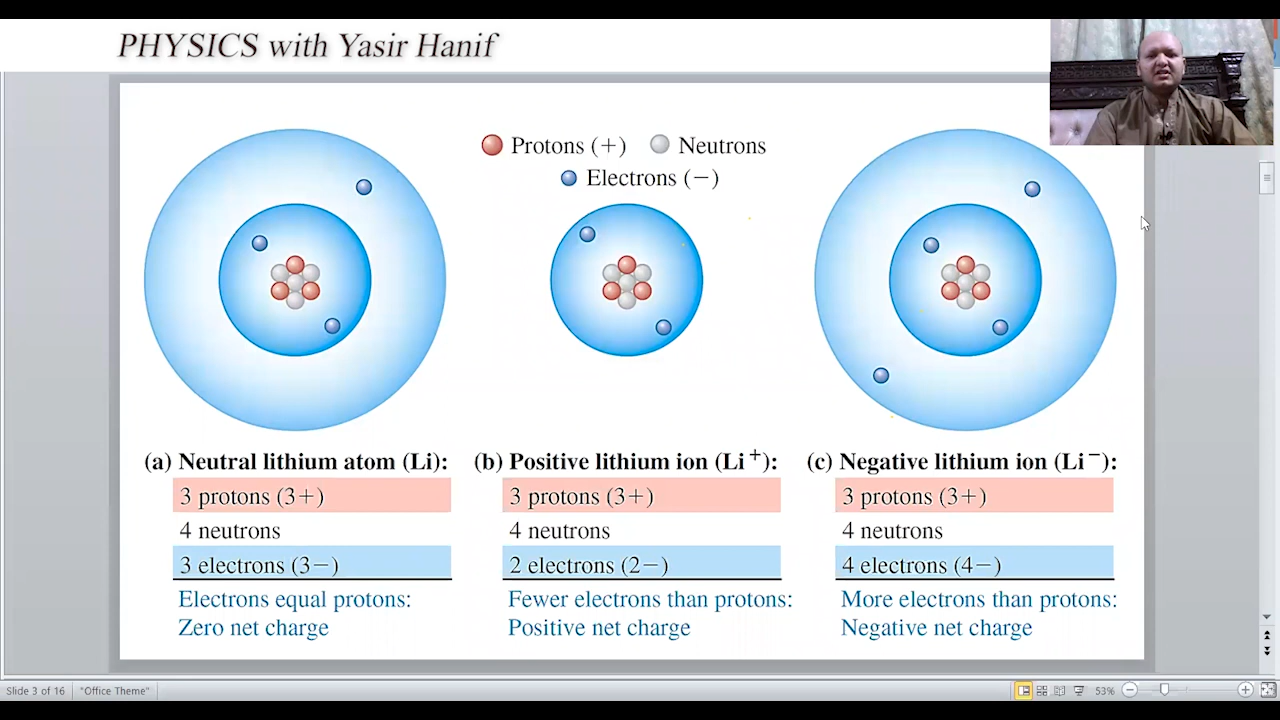 PHYSICS with Yasir Hanif
Protons (+) Neutrons
Electrons (−)
(a) Neutral lithium atom (Li):
3 protons (3+)
4 neutrons
3 electrons (3−)
Electrons equal protons:
Zero net charge
(b) Positive lithium ion (Li⁺):
3 protons (3+)
4 neutrons
2 electrons (2−)
Fewer electrons than protons:
Positive net charge
(c) Negative lithium ion (Li⁻):
3 protons (3+)
4 neutrons
4 electrons (4−)
More electrons than protons:
Negative net charge
Slide 3 of 16 "Office Theme" 53%